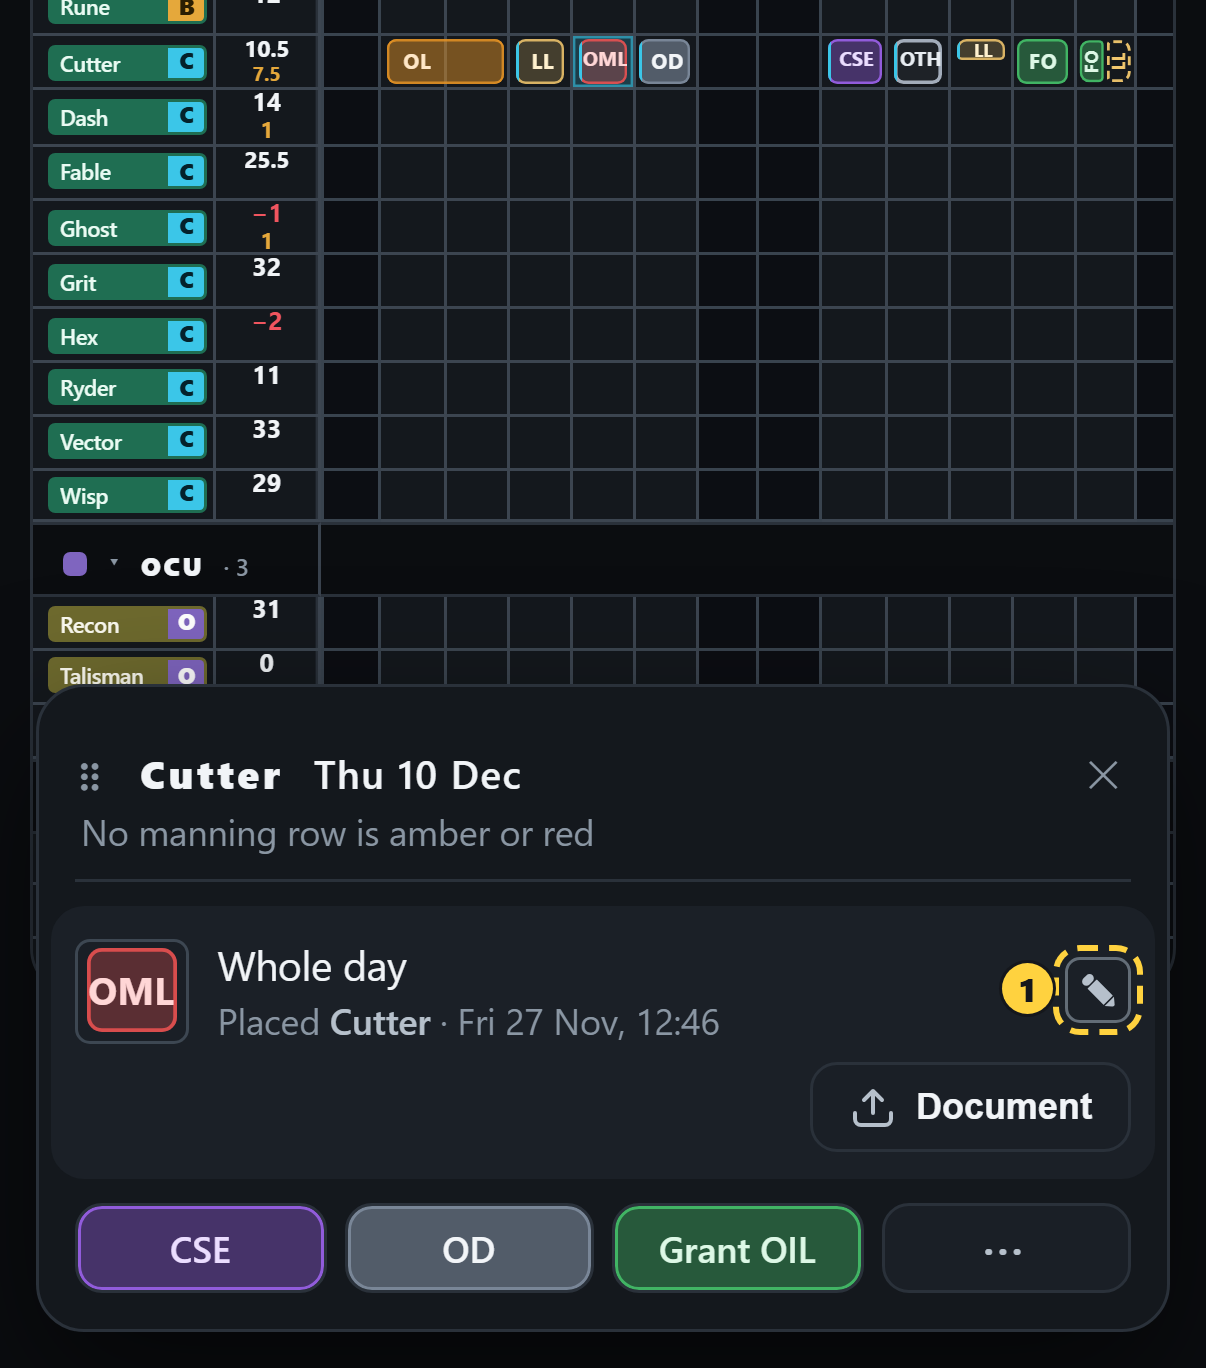 Rune B
Cutter C 10.5 7.5 OL LL OML OD CSE OTH LL FO FO LL
Dash C 14 1
Fable C 25.5
Ghost C −1 1
Grit C 32
Hex C −2
Ryder C 11
Vector C 33
Wisp C 29
OCU · 3
Recon O 31
Talisman O 0
Cutter Thu 10 Dec
No manning row is amber or red
OML Whole day
Placed Cutter · Fri 27 Nov, 12:46
1
Document
CSE OD Grant OIL ...